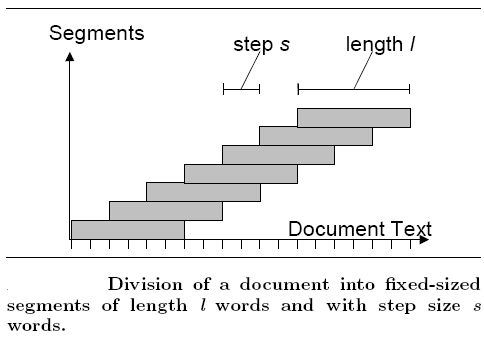 Segments
step s
length l
Document Text
Division of a document into fixed-sized
segments of length l words and with step size s
words.